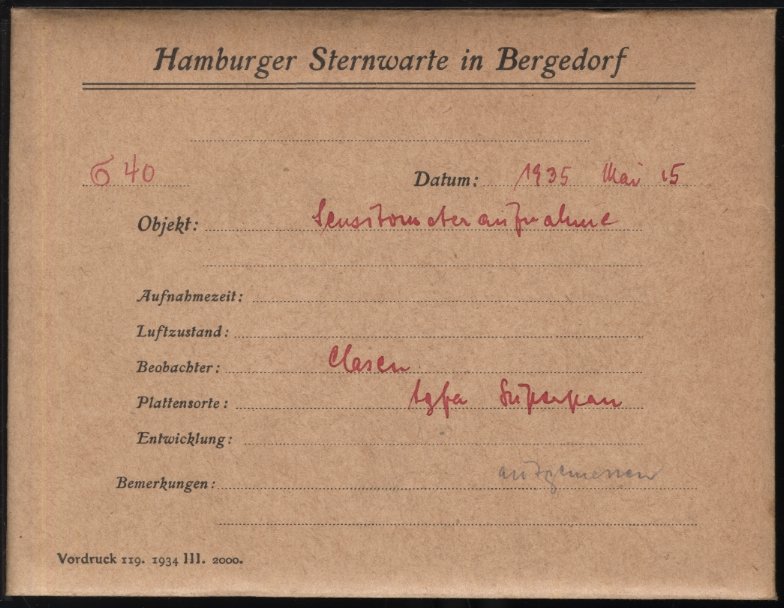 Hamburger Sternwarte in Bergedorf
σ 40 Datum: 1935 Mai 15
Objekt: Sensitometeraufnahme
Aufnahmezeit:
Luftzustand:
Beobachter: Clasen
Plattensorte: Agfa Superpan
Entwicklung:
Bemerkungen: ausgemessen
Vordruck 119. 1934 III. 2000.